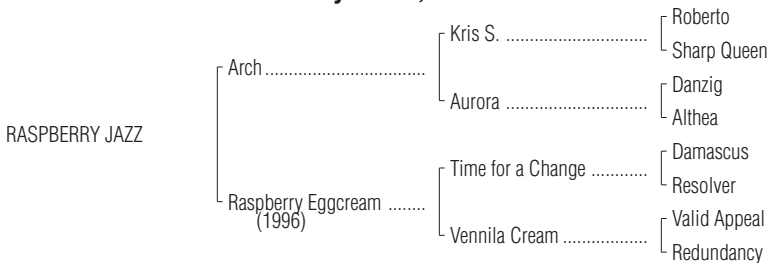 Roberto
Kris S. ....................................
Sharp Queen
Arch.................................
Danzig
Aurora ....................................
Althea
RASPBERRY JAZZ
Damascus
Time for a Change ..............
Resolver
Raspberry Eggcream ........
(1996)
Valid Appeal
Vennila Cream .....................
Redundancy